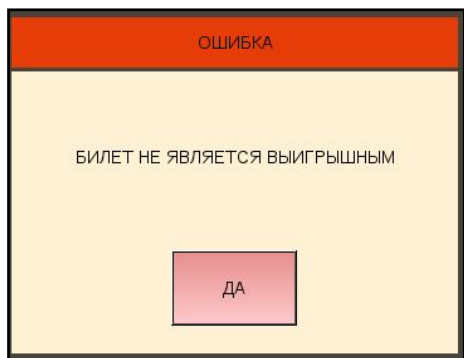 ОШИБКА
БИЛЕТ НЕ ЯВЛЯЕТСЯ ВЫИГРЫШНЫМ
ДА